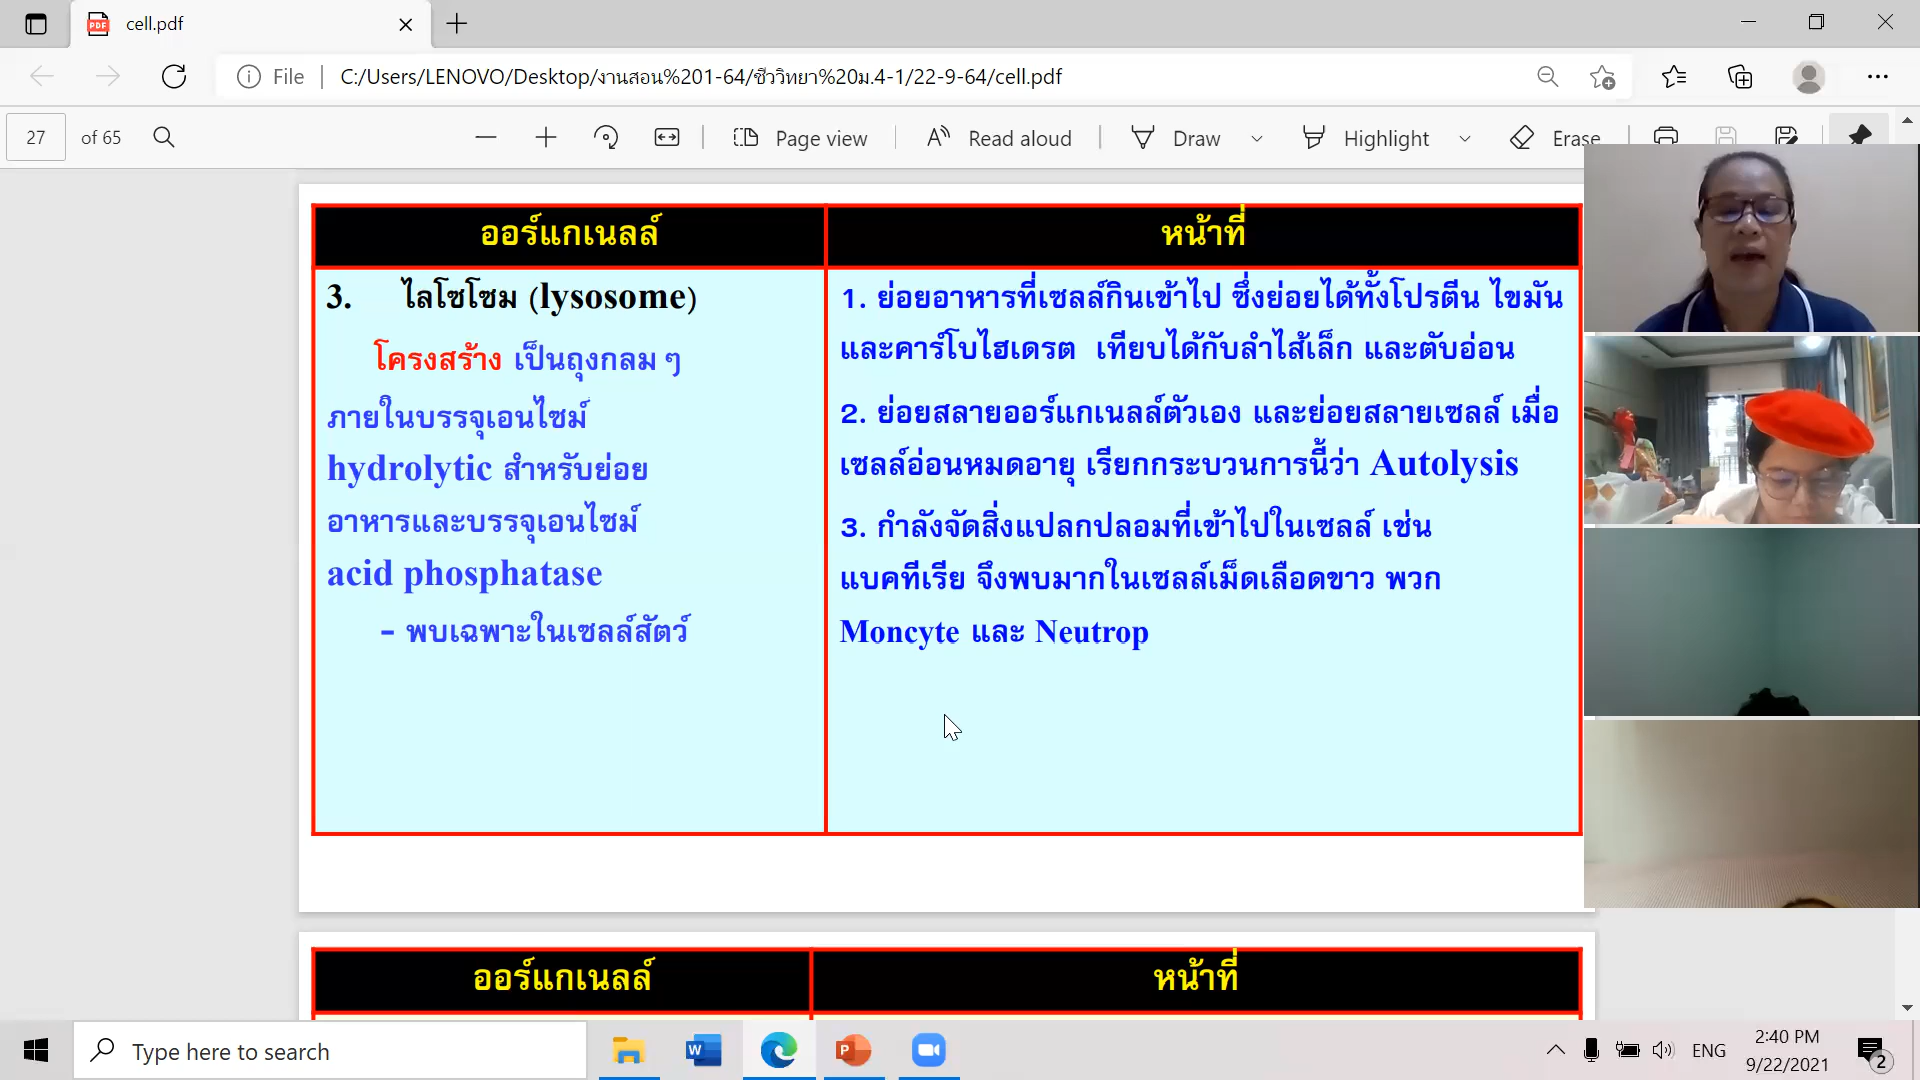 cell.pdf
File
C:/Users/LENOVO/Desktop/งานสอน%201-64/ชีววิทยา%20ม.4-1/22-9-64/cell.pdf
27 of 65
Page view
Read aloud
Draw
Highlight
Erase
ออร์แกเนลล์
หน้าที่
3. ไลโซโซม (lysosome)
โครงสร้าง เป็นถุงกลม ๆ
ภายในบรรจุเอนไซม์
hydrolytic สำหรับย่อย
อาหารและบรรจุเอนไซม์
acid phosphatase
- พบเฉพาะในเซลล์สัตว์
1. ย่อยอาหารที่เซลล์กินเข้าไป ซึ่งย่อยได้ทั้งโปรตีน ไขมัน
และคาร์โบไฮเดรต เทียบได้กับลำไส้เล็ก และตับอ่อน
2. ย่อยสลายออร์แกเนลล์ตัวเอง และย่อยสลายเซลล์ เมื่อ
เซลล์อ่อนหมดอายุ เรียกกระบวนการนี้ว่า Autolysis
3. กำลังจัดสิ่งแปลกปลอมที่เข้าไปในเซลล์ เช่น
แบคทีเรีย จึงพบมากในเซลล์เม็ดเลือดขาว พวก
Moncyte และ Neutrop
ออร์แกเนลล์
หน้าที่
Type here to search
ENG
2:40 PM
9/22/2021
2